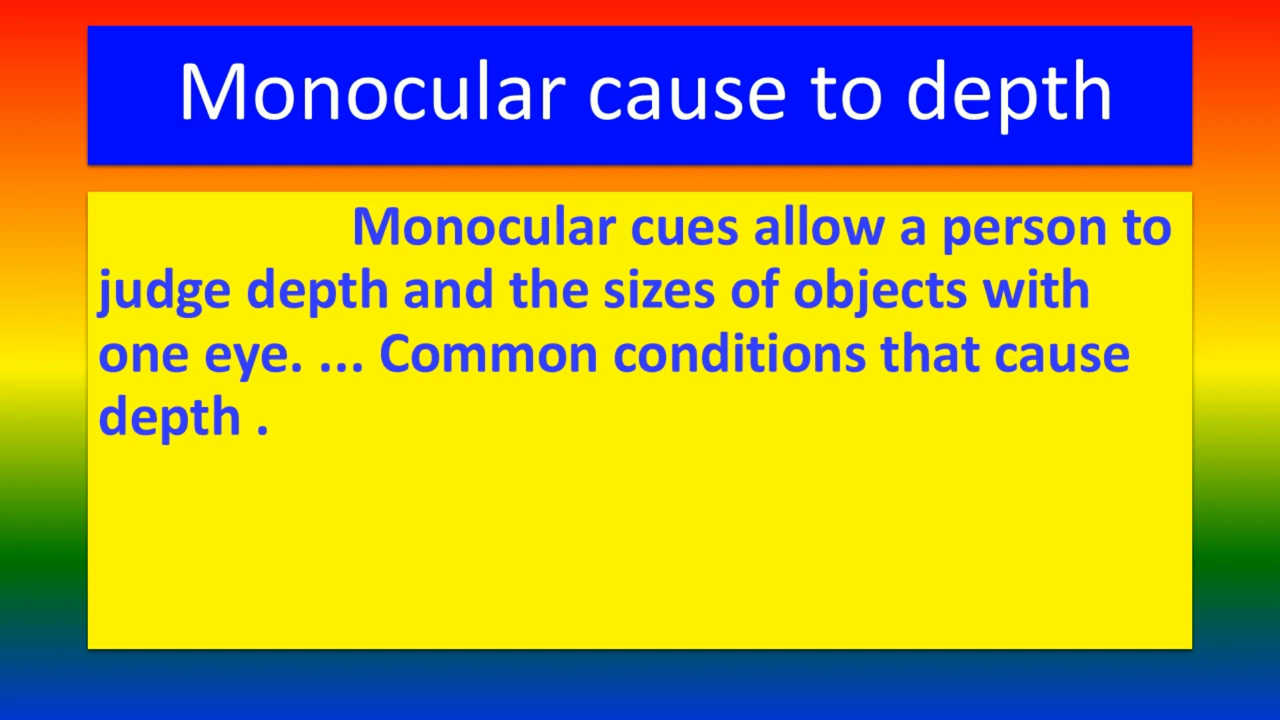 Monocular cause to depth
Monocular cues allow a person to
judge depth and the sizes of objects with
one eye. ... Common conditions that cause
depth .